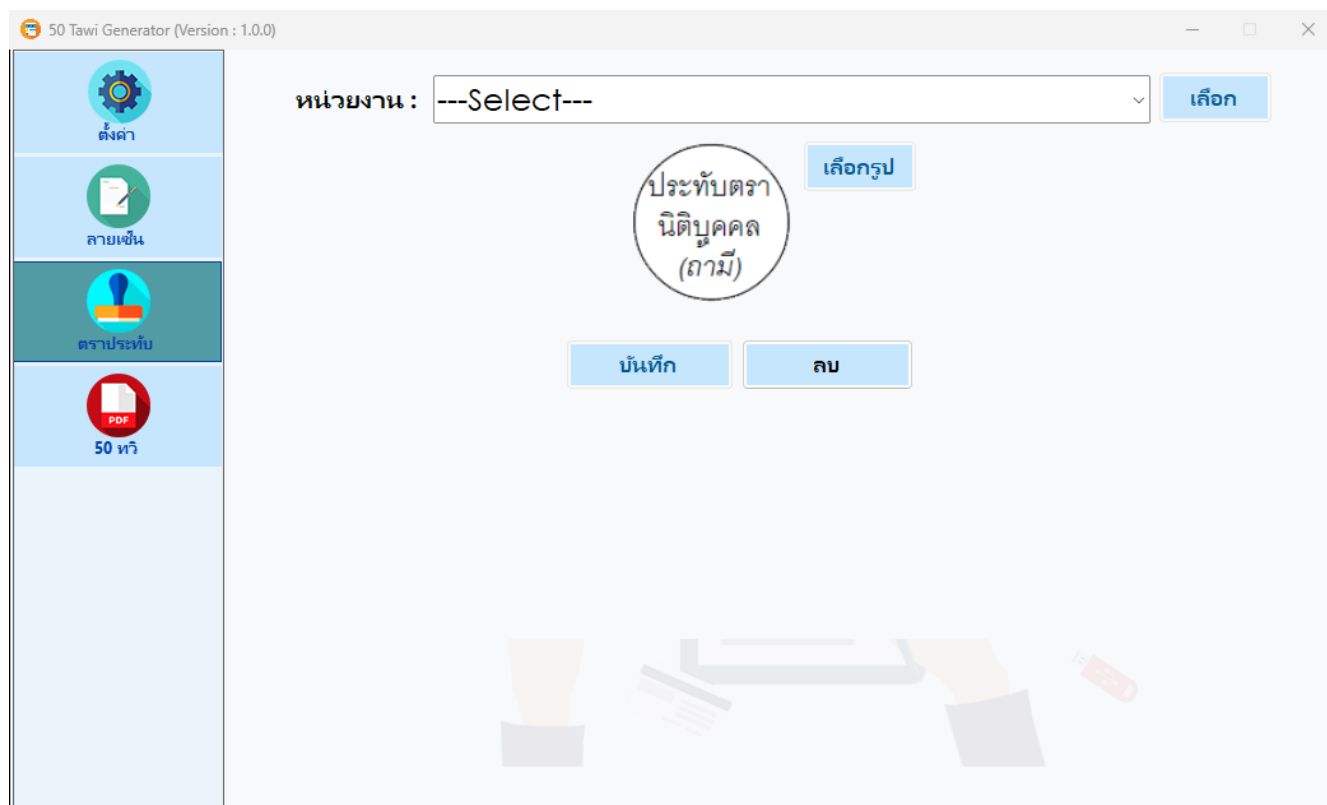 50 Tawi Generator (Version : 1.0.0)
ตั้งค่า
ลายเซ็น
ตราประทับ
PDF
50 ทวิ
หน่วยงาน : ---Select--- เลือก
เลือกรูป
ประทับตรา
นิติบุคคล
(ถามี)
บันทึก ลบ